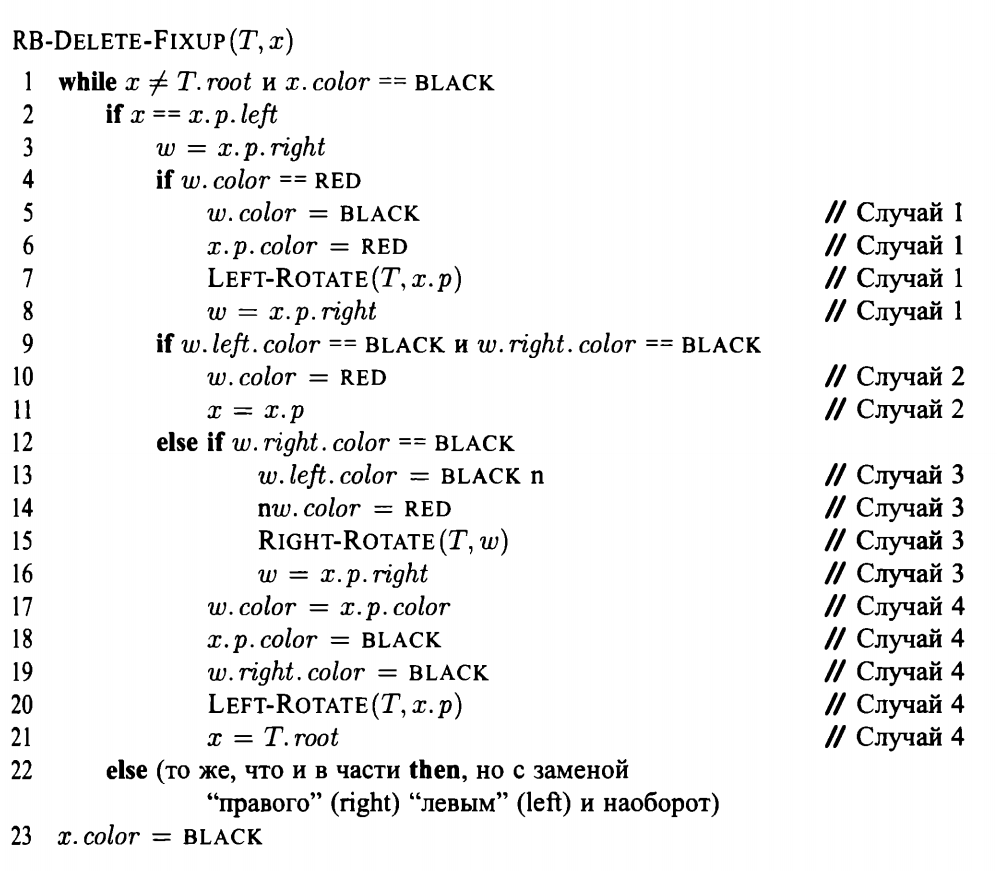 RB-DELETE-FIXUP(T, x)
1 while x ≠ T.root и x.color == BLACK
2 if x == x.p.left
3 w = x.p.right
4 if w.color == RED
5 w.color = BLACK // Случай 1
6 x.p.color = RED // Случай 1
7 LEFT-ROTATE(T, x.p) // Случай 1
8 w = x.p.right // Случай 1
9 if w.left.color == BLACK и w.right.color == BLACK
10 w.color = RED // Случай 2
11 x = x.p // Случай 2
12 else if w.right.color == BLACK
13 w.left.color = BLACK n // Случай 3
14 nw.color = RED // Случай 3
15 RIGHT-ROTATE(T, w) // Случай 3
16 w = x.p.right // Случай 3
17 w.color = x.p.color // Случай 4
18 x.p.color = BLACK // Случай 4
19 w.right.color = BLACK // Случай 4
20 LEFT-ROTATE(T, x.p) // Случай 4
21 x = T.root // Случай 4
22 else (то же, что и в части then, но с заменой
“правого” (right) “левым” (left) и наоборот)
23 x.color = BLACK